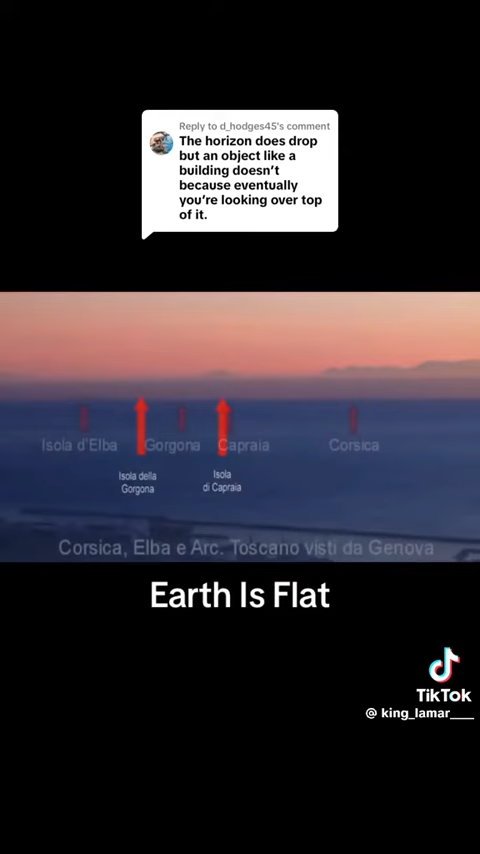 Reply to d_hodges45's comment
The horizon does drop
but an object like a
building doesn't
because eventually
you're looking over top
of it.
Isola d'Elba Gorgona Capraia Corsica
Isola della
Gorgona
Isola
di Capraia
Corsica, Elba e Arc. Toscano visti da Genova
Earth Is Flat
TikTok
@ king_lamar___